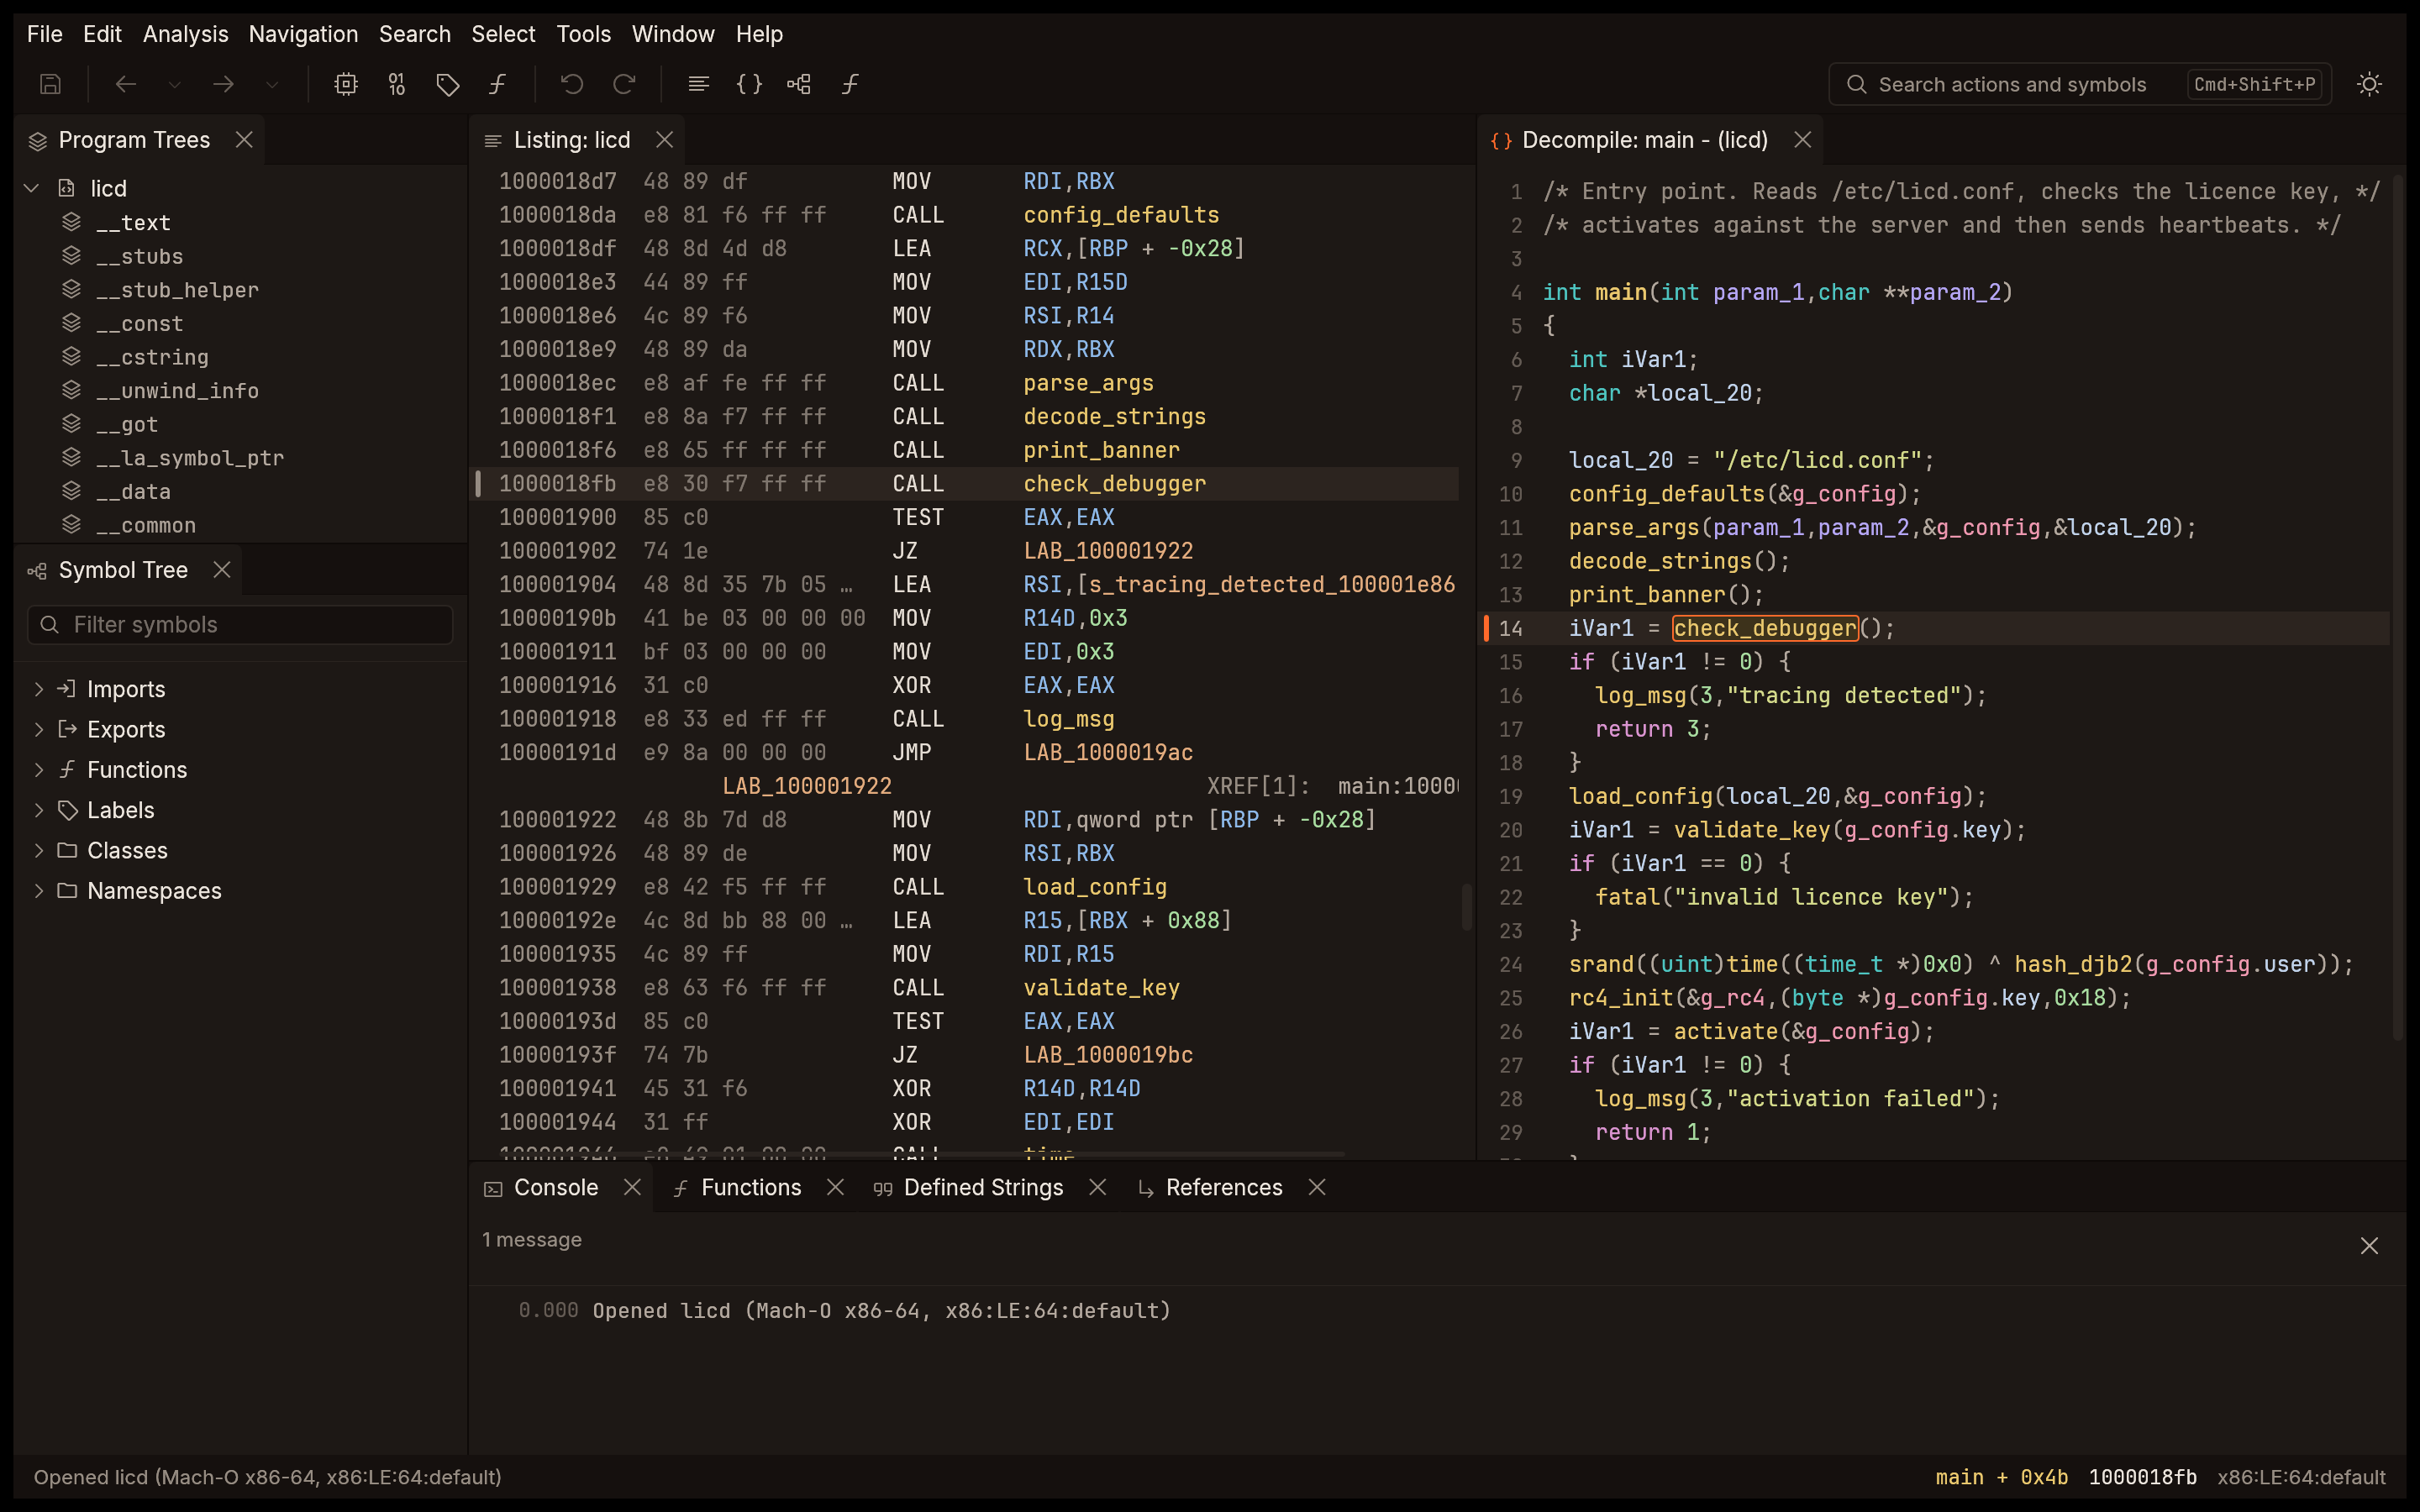 File Edit Analysis Navigation Search Select Tools Window Help
Search actions and symbols Cmd+Shift+P
Program Trees
licd
__text
__stubs
__stub_helper
__const
__cstring
__unwind_info
__got
__la_symbol_ptr
__data
__common
Symbol Tree
Filter symbols
Imports
Exports
Functions
Labels
Classes
Namespaces
Listing: licd
1000018d7 48 89 df MOV RDI,RBX
1000018da e8 81 f6 ff ff CALL config_defaults
1000018df 48 8d 4d d8 LEA RCX,[RBP + -0x28]
1000018e3 44 89 ff MOV EDI,R15D
1000018e6 4c 89 f6 MOV RSI,R14
1000018e9 48 89 da MOV RDX,RBX
1000018ec e8 af fe ff ff CALL parse_args
1000018f1 e8 8a f7 ff ff CALL decode_strings
1000018f6 e8 65 ff ff ff CALL print_banner
1000018fb e8 30 f7 ff ff CALL check_debugger
100001900 85 c0 TEST EAX,EAX
100001902 74 1e JZ LAB_100001922
100001904 48 8d 35 7b 05 … LEA RSI,[s_tracing_detected_100001e86
10000190b 41 be 03 00 00 00 MOV R14D,0x3
100001911 bf 03 00 00 00 MOV EDI,0x3
100001916 31 c0 XOR EAX,EAX
100001918 e8 33 ed ff ff CALL log_msg
10000191d e9 8a 00 00 00 JMP LAB_1000019ac
LAB_100001922 XREF[1]: main:1000
100001922 48 8b 7d d8 MOV RDI,qword ptr [RBP + -0x28]
100001926 48 89 de MOV RSI,RBX
100001929 e8 42 f5 ff ff CALL load_config
10000192e 4c 8d bb 88 00 … LEA R15,[RBX + 0x88]
100001935 4c 89 ff MOV RDI,R15
100001938 e8 63 f6 ff ff CALL validate_key
10000193d 85 c0 TEST EAX,EAX
10000193f 74 7b JZ LAB_1000019bc
100001941 45 31 f6 XOR R14D,R14D
100001944 31 ff XOR EDI,EDI
Decompile: main - (licd)
1 /* Entry point. Reads /etc/licd.conf, checks the licence key, */
2 /* activates against the server and then sends heartbeats. */
3
4 int main(int param_1,char **param_2)
5 {
6 int iVar1;
7 char *local_20;
8
9 local_20 = "/etc/licd.conf";
10 config_defaults(&g_config);
11 parse_args(param_1,param_2,&g_config,&local_20);
12 decode_strings();
13 print_banner();
14 iVar1 = check_debugger();
15 if (iVar1 != 0) {
16 log_msg(3,"tracing detected");
17 return 3;
18 }
19 load_config(local_20,&g_config);
20 iVar1 = validate_key(g_config.key);
21 if (iVar1 == 0) {
22 fatal("invalid licence key");
23 }
24 srand((uint)time((time_t *)0x0) ^ hash_djb2(g_config.user));
25 rc4_init(&g_rc4,(byte *)g_config.key,0x18);
26 iVar1 = activate(&g_config);
27 if (iVar1 != 0) {
28 log_msg(3,"activation failed");
29 return 1;
Console Functions Defined Strings References
1 message
0.000 Opened licd (Mach-O x86-64, x86:LE:64:default)
Opened licd (Mach-O x86-64, x86:LE:64:default)
main + 0x4b 1000018fb x86:LE:64:default